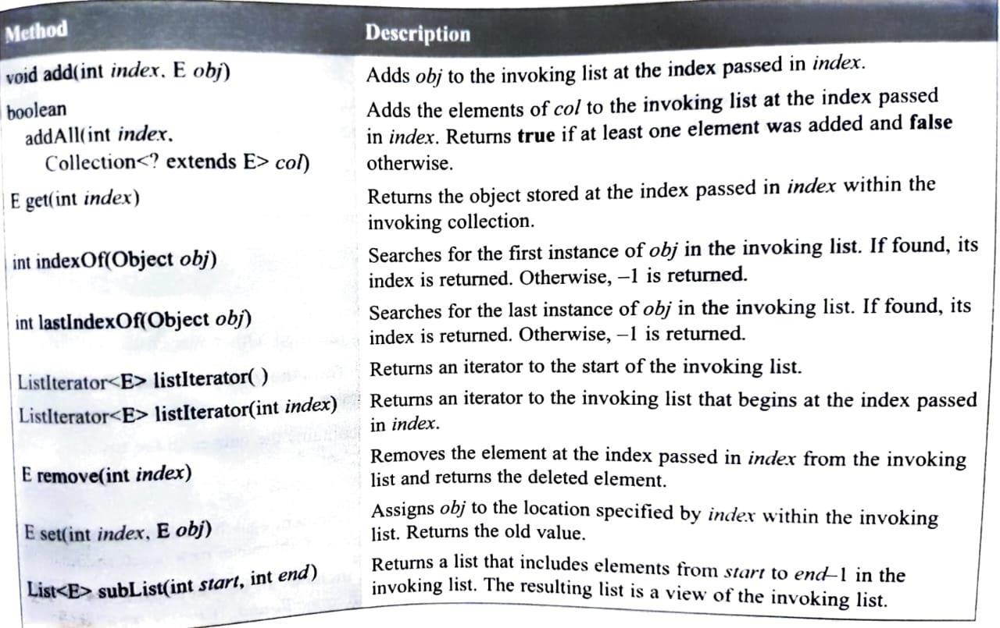 Method Description
void add(int index. E obj) Adds obj to the invoking list at the index passed in index.
boolean
addAll(int index.
Collection<? extends E> col)
Adds the elements of col to the invoking list at the index passed
in index. Returns true if at least one element was added and false
otherwise.
E get(int index)
Returns the object stored at the index passed in index within the
invoking collection.
int indexOf(Object obj)
Searches for the first instance of obj in the invoking list. If found, its
index is returned. Otherwise, –1 is returned.
int lastIndexOf(Object obj)
Searches for the last instance of obj in the invoking list. If found, its
index is returned. Otherwise, –1 is returned.
ListIterator<E> listIterator( ) Returns an iterator to the start of the invoking list.
ListIterator<E> listIterator(int index)
Returns an iterator to the invoking list that begins at the index passed
in index.
E remove(int index)
Removes the element at the index passed in index from the invoking
list and returns the deleted element.
E set(int index, E obj)
Assigns obj to the location specified by index within the invoking
list. Returns the old value.
List<E> subList(int start, int end)
Returns a list that includes elements from start to end–1 in the
invoking list. The resulting list is a view of the invoking list.